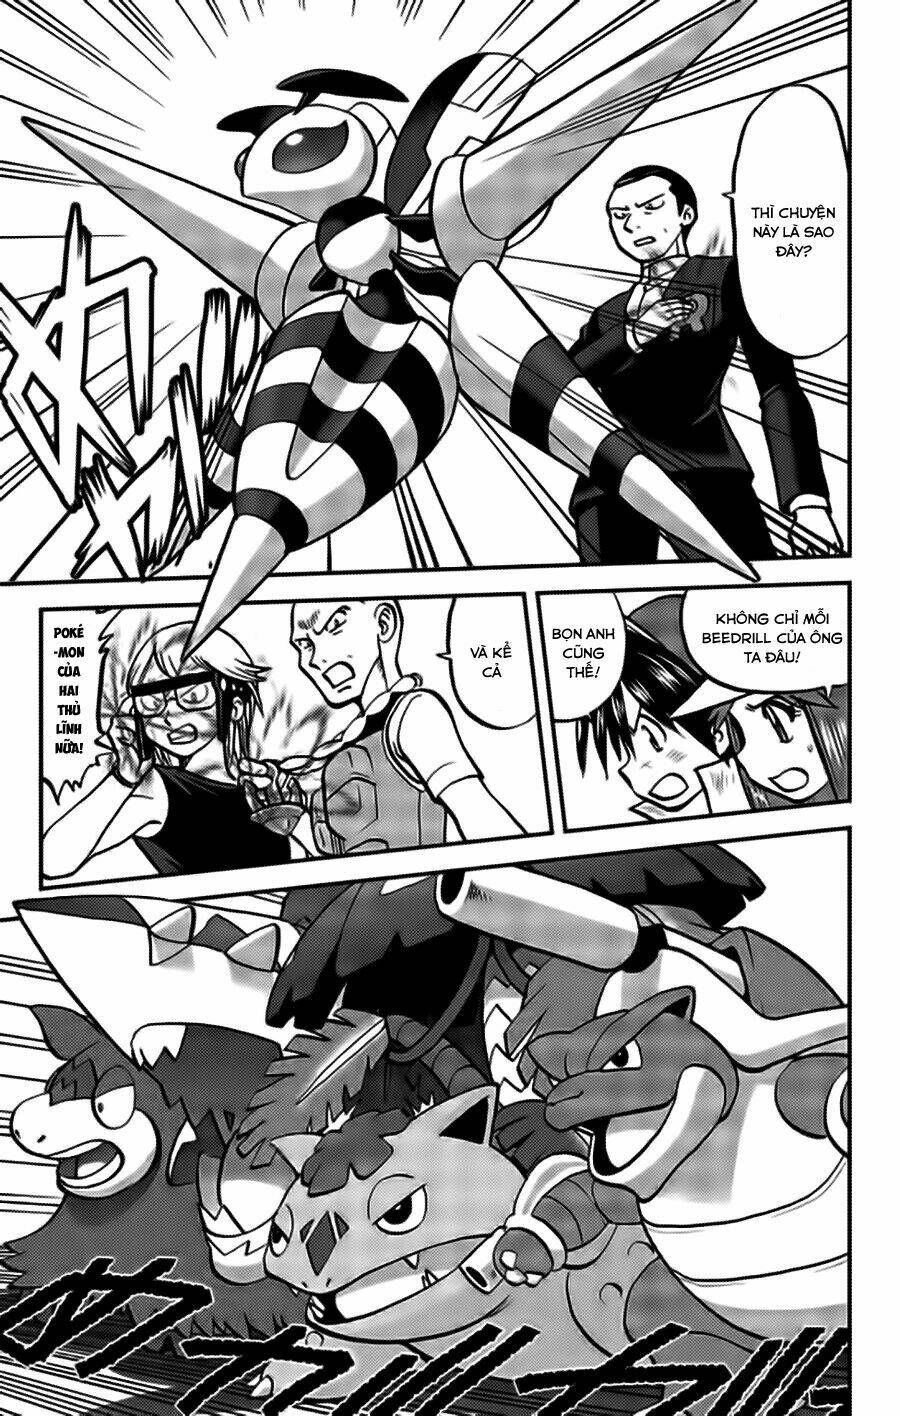 THÌ CHUYỆN
NÀY LÀ SAO
ĐÂY?
KHÔNG CHỈ MỖI
BEEDRILL CỦA ÔNG
TA ĐÂU!
BỌN ANH
CŨNG
THẾ!
VÀ KỂ
CẢ
POKÉ
-MON
CỦA
HAI
THỦ
LĨNH
NỮA!